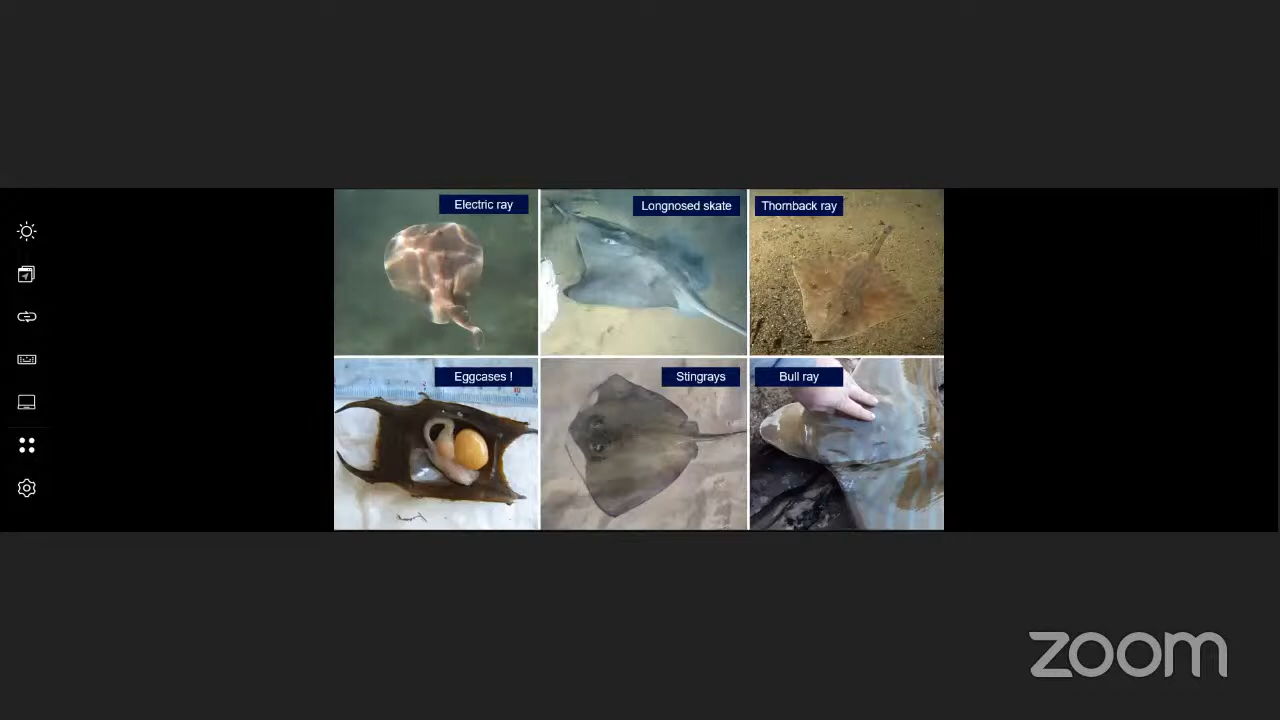 Electric ray
Longnosed skate
Thornback ray
Eggcases !
Stingrays
Bull ray
zoom